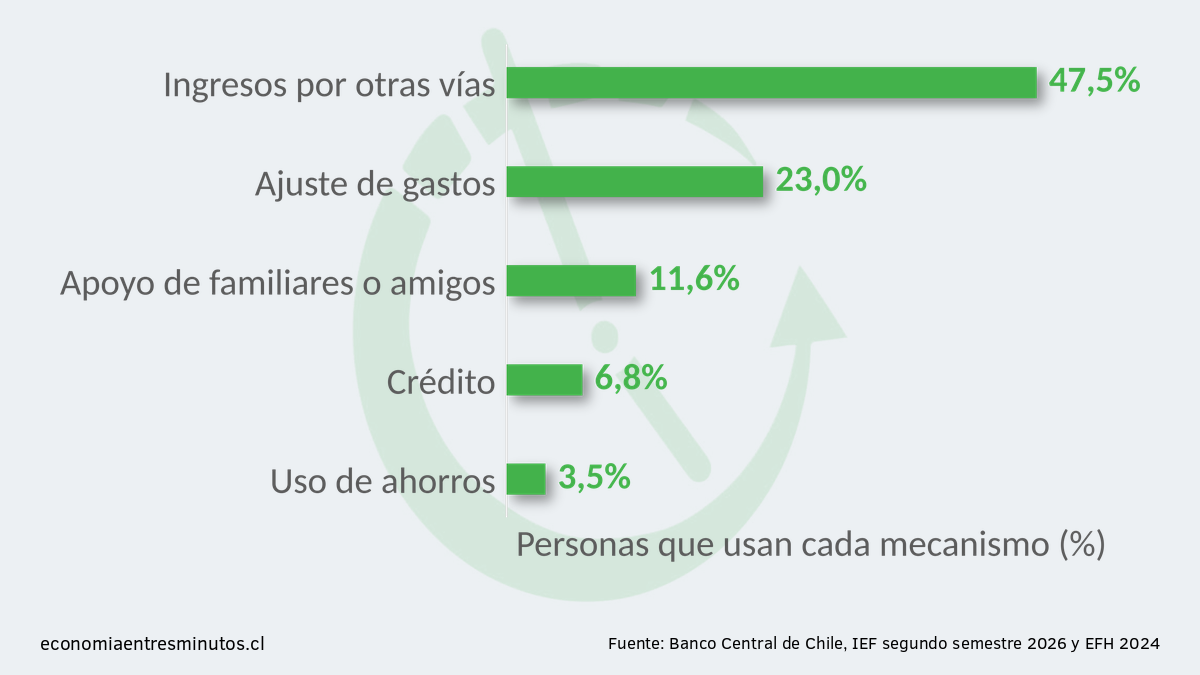 Ingresos por otras vías 47,5%
Ajuste de gastos 23,0%
Apoyo de familiares o amigos 11,6%
Crédito 6,8%
Uso de ahorros 3,5%
Personas que usan cada mecanismo (%)
economiaentresminutos.cl
Fuente: Banco Central de Chile, IEF segundo semestre 2026 y EFH 2024